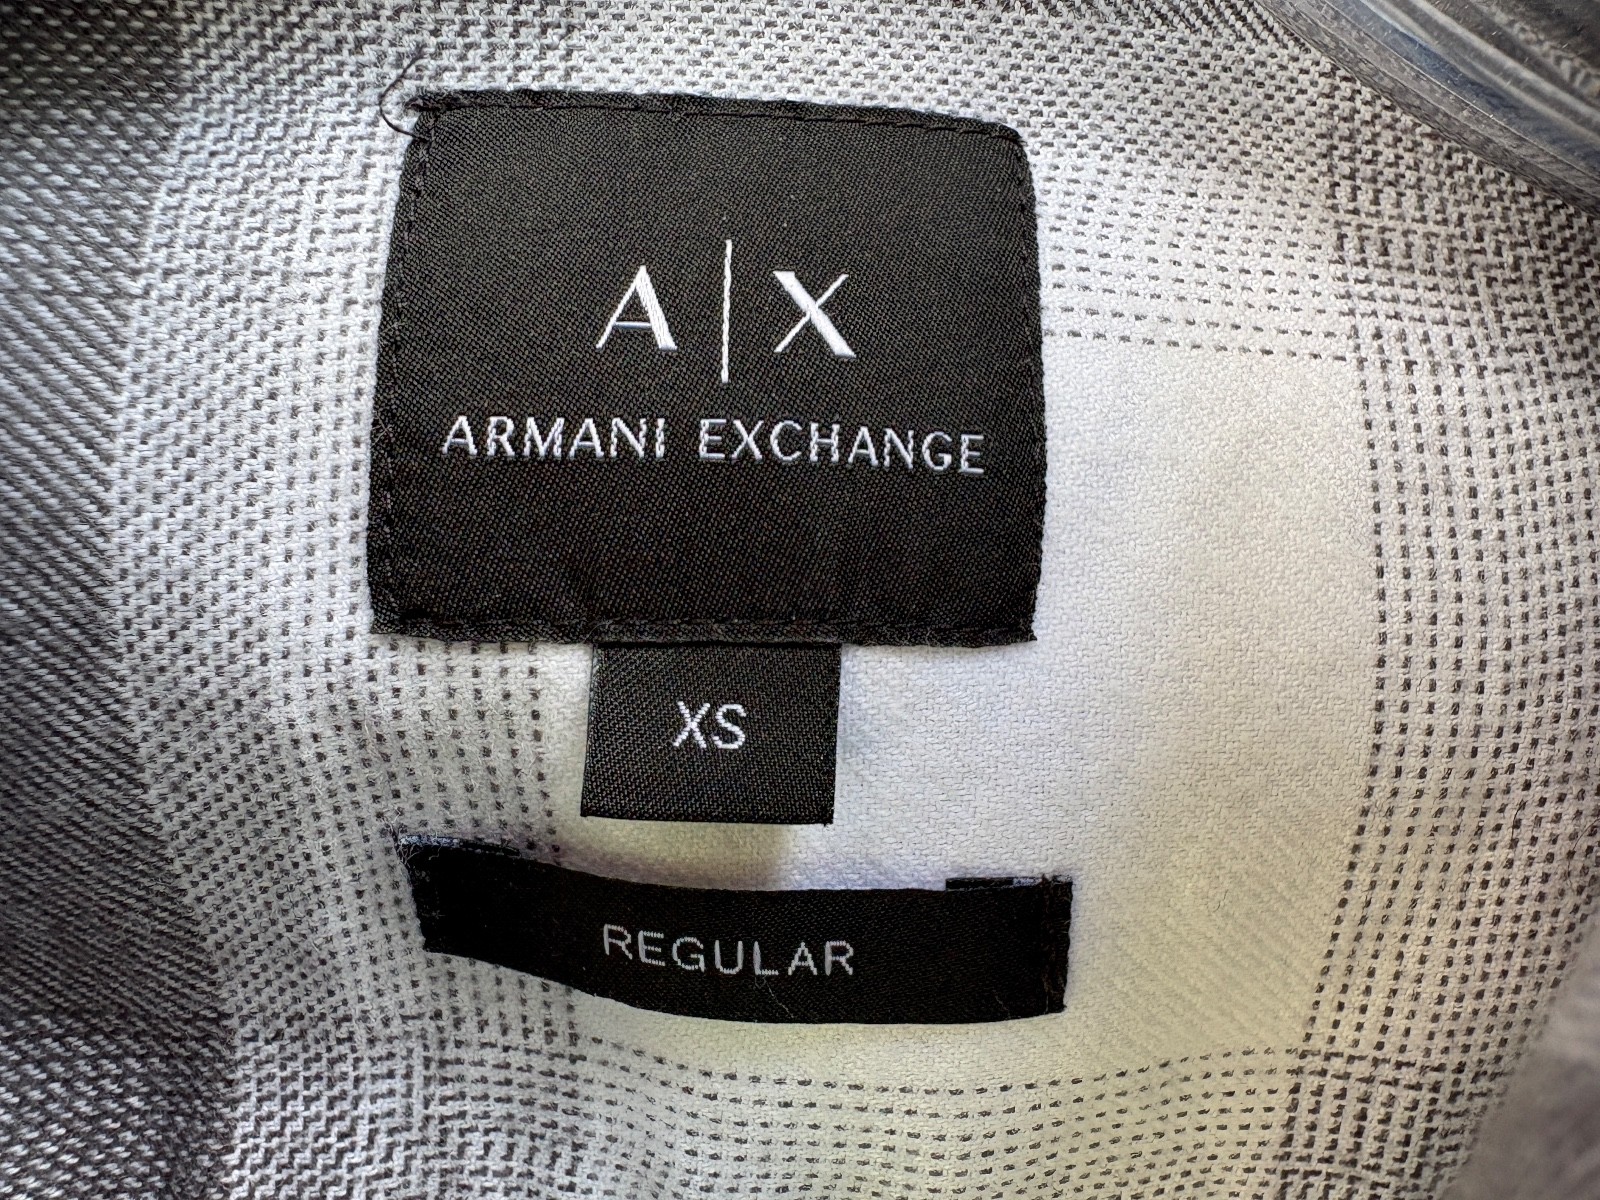 A|X
ARMANI EXCHANGE
XS
REGULAR